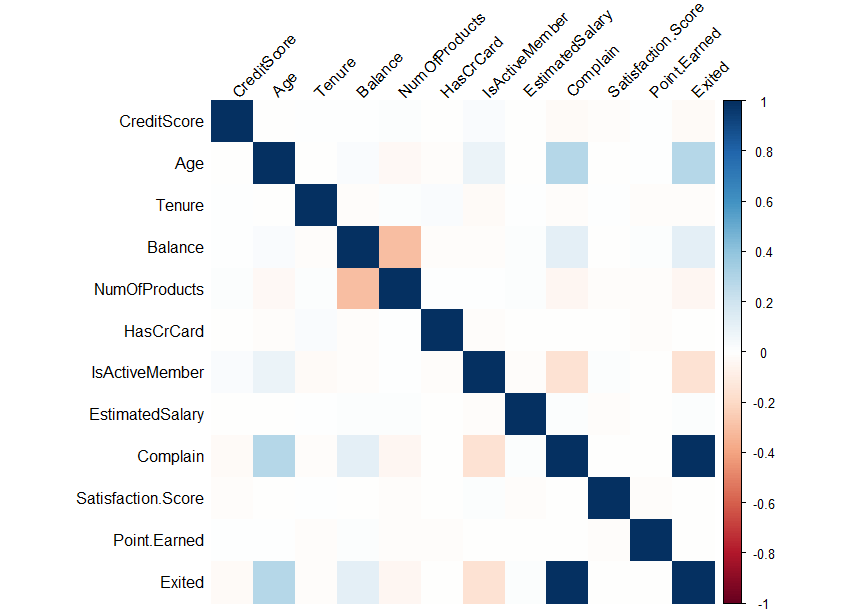 CreditScore
Age
Tenure
Balance
NumOfProducts
HasCrCard
IsActiveMember
EstimatedSalary
Complain
Satisfaction.Score
Point.Earned
Exited
CreditScore
Age
Tenure
Balance
NumOfProducts
HasCrCard
IsActiveMember
EstimatedSalary
Complain
Satisfaction.Score
Point.Earned
Exited
1
0.8
0.6
0.4
0.2
0
-0.2
-0.4
-0.6
-0.8
-1